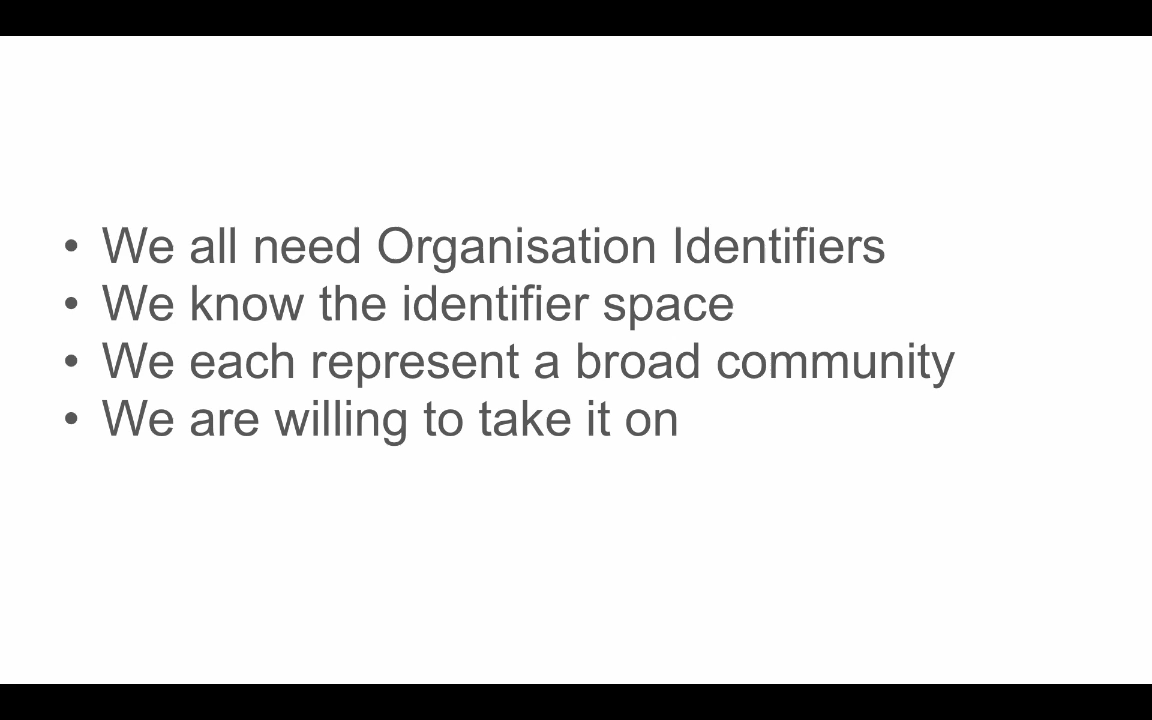 • We all need Organisation Identifiers
• We know the identifier space
• We each represent a broad community
• We are willing to take it on